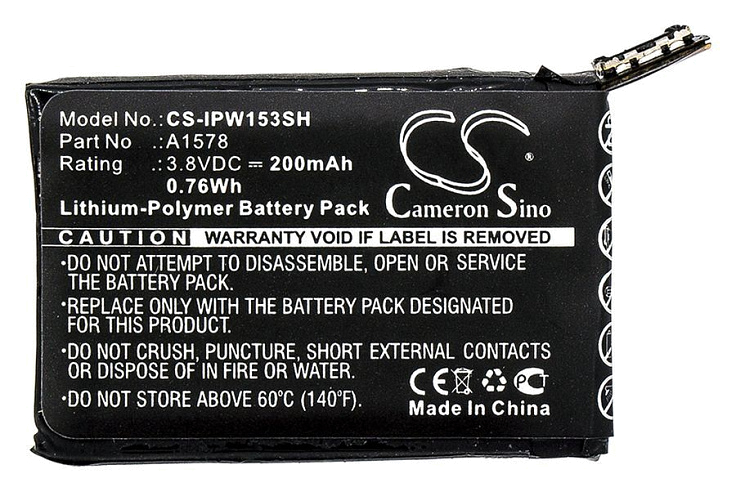 Model No.: CS-IPW153SH
Part No .: A1578
Rating .: 3.8VDC ⎓ 200mAh
0.76Wh
Lithium-Polymer Battery Pack
CS ®
Cameron Sino
CAUTION WARRANTY VOID IF LABEL IS REMOVED
•DO NOT ATTEMPT TO DISASSEMBLE, OPEN OR SERVICE
THE BATTERY PACK.
•REPLACE ONLY WITH THE BATTERY PACK DESIGNATED
FOR THIS PRODUCT.
•DO NOT CRUSH, PUNCTURE, SHORT EXTERNAL CONTACTS
OR DISPOSE OF IN FIRE.
•DO NOT STORE ABOVE 60°C (140°F).
CE PCT
Made In China